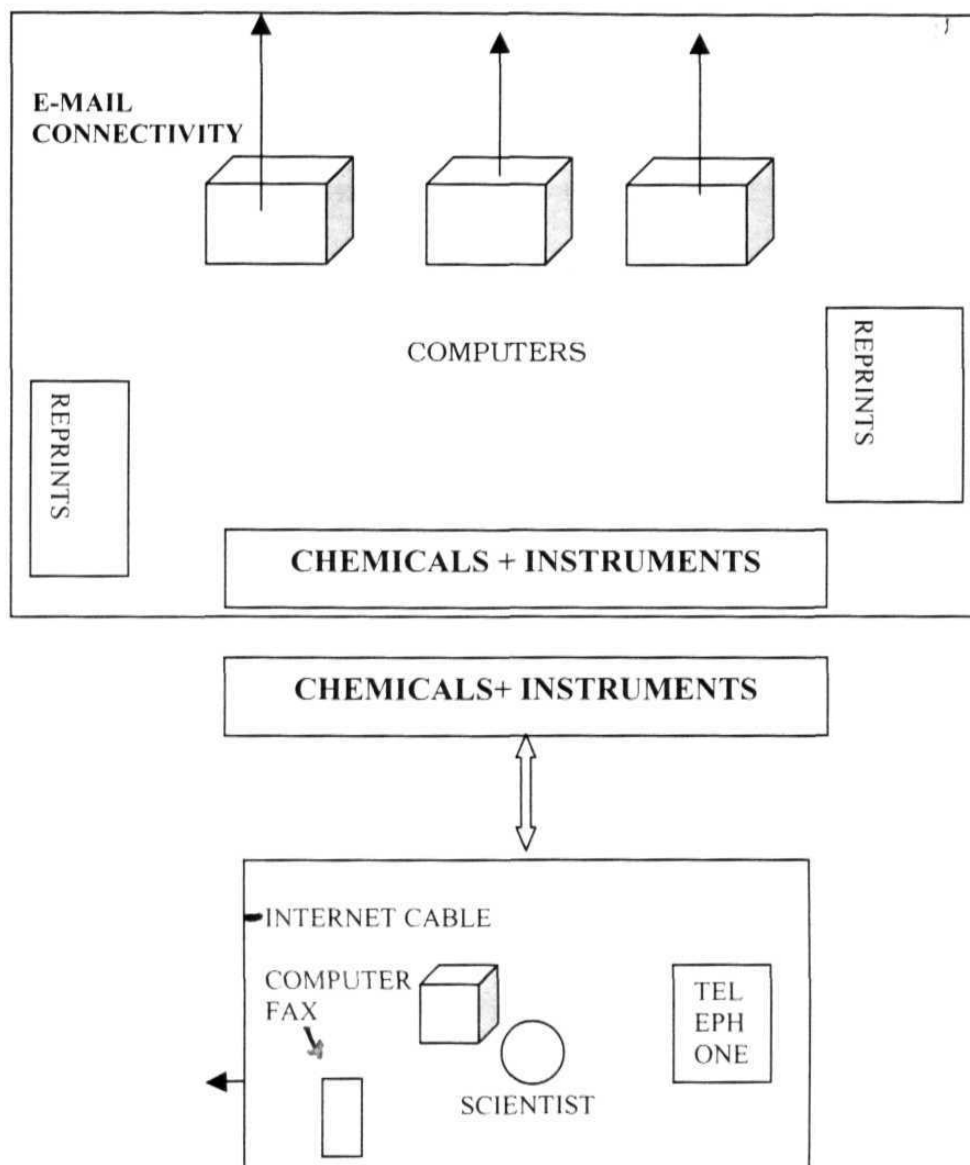 E-MAIL
CONNECTIVITY
COMPUTERS
REPRINTS
REPRINTS
CHEMICALS + INSTRUMENTS
CHEMICALS+ INSTRUMENTS
INTERNET CABLE
COMPUTER
FAX
TEL
EPH
ONE
SCIENTIST